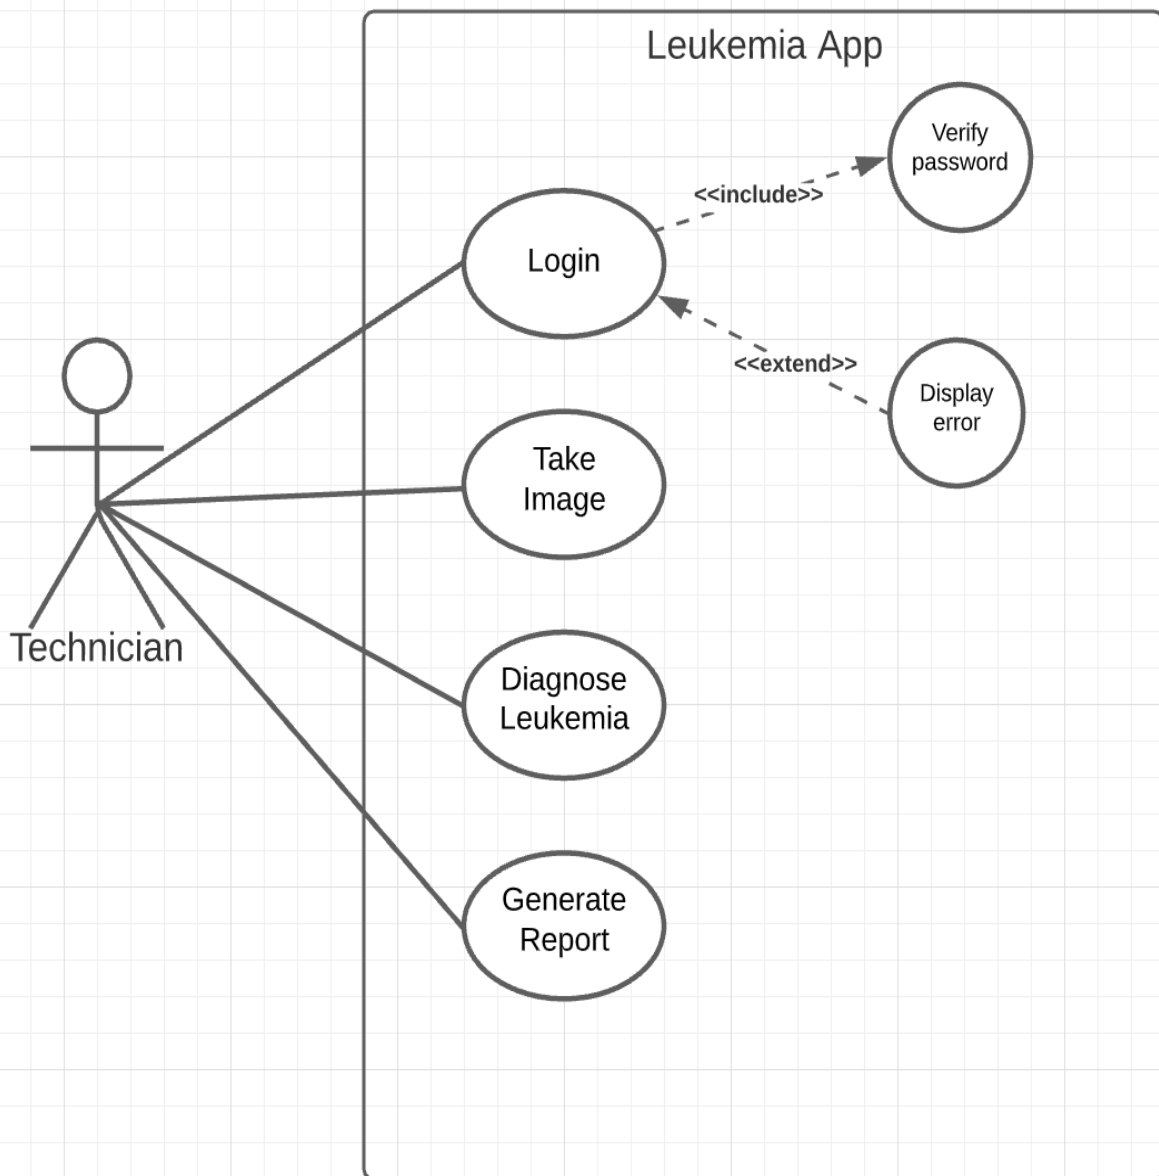 Leukemia App
Verify
password
<<include>>
Login
<<extend>>
Display
error
Take
Image
Technician
Diagnose
Leukemia
Generate
Report